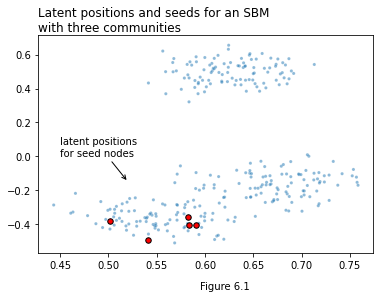 Latent positions and seeds for an SBM
with three communities
0.6
0.4
0.2
0.0
−0.2
−0.4
latent positions
for seed nodes
0.45 0.50 0.55 0.60 0.65 0.70 0.75
Figure 6.1